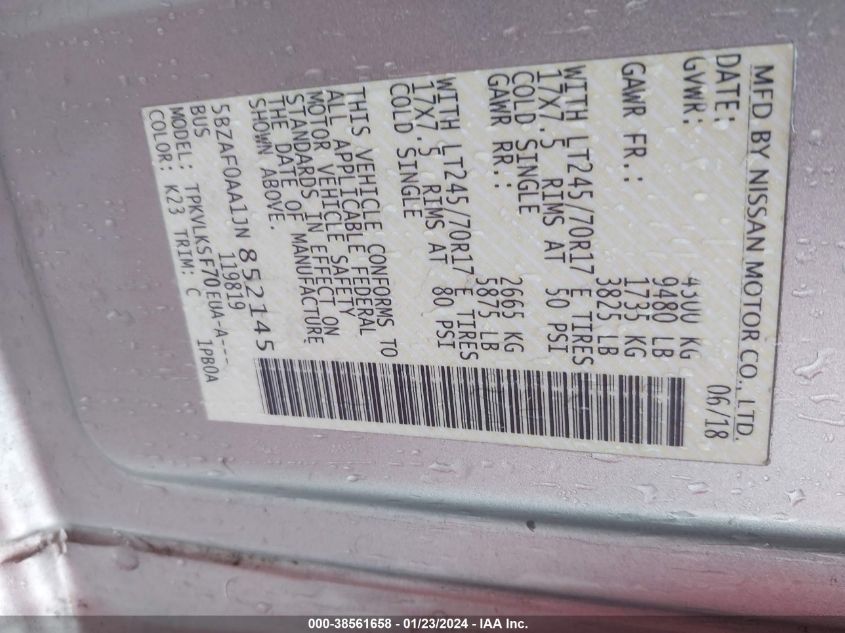 MFD BY NISSAN MOTOR CO., LTD.
DATE: 06/18
GVWR: 4300 KG
9480 LB
GAWR FR.: 1735 KG
3825 LB
WITH LT245/70R17 E TIRES
17X7.5 RIMS AT 50 PSI
COLD SINGLE
GAWR RR.: 2665 KG
5875 LB
WITH LT245/70R17 E TIRES
17X7.5 RIMS AT 80 PSI
COLD SINGLE
THIS VEHICLE CONFORMS TO
ALL APPLICABLE FEDERAL
MOTOR VEHICLE SAFETY
STANDARDS IN EFFECT ON
THE DATE OF MANUFACTURE
SHOWN ABOVE.
5BZAF0AA1JN 852145
BUS 119819
MODEL: TPKVLKSF70EUA-A---
COLOR: K23 TRIM: C 1PB0A
000-38561658 - 01/23/2024 - IAA Inc.